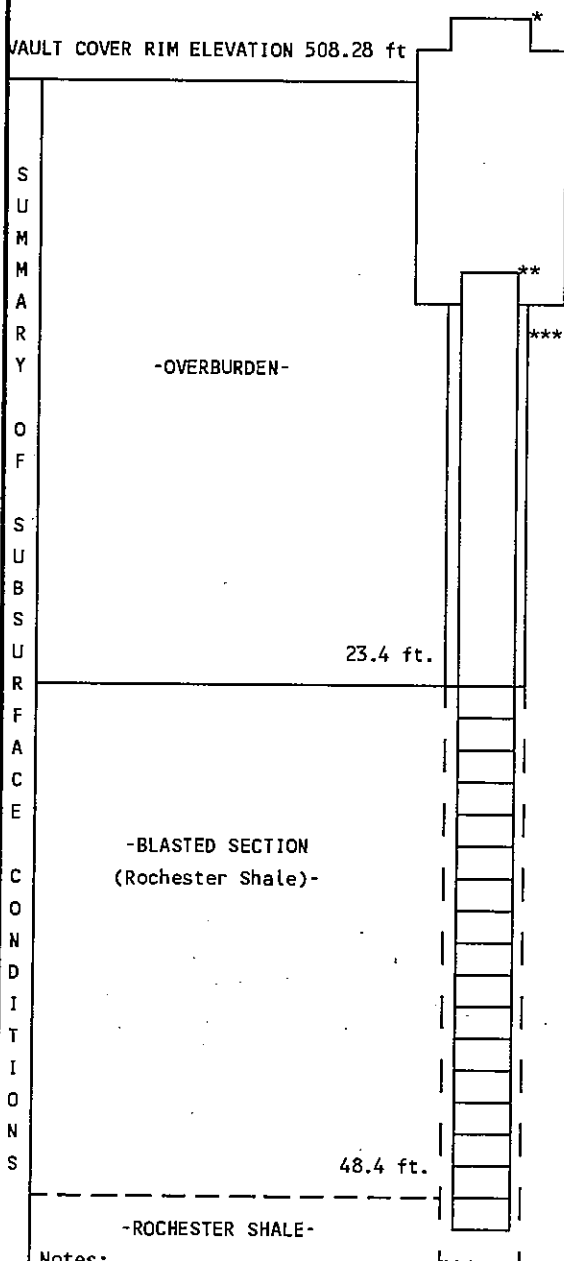 *
VAULT COVER RIM ELEVATION 508.28 ft
**
***
SUMMARY OF SUBSURFACE CONDITIONS
-OVERBURDEN-
23.4 ft.
-BLASTED SECTION
(Rochester Shale)-
48.4 ft.
-ROCHESTER SHALE-
Notes: